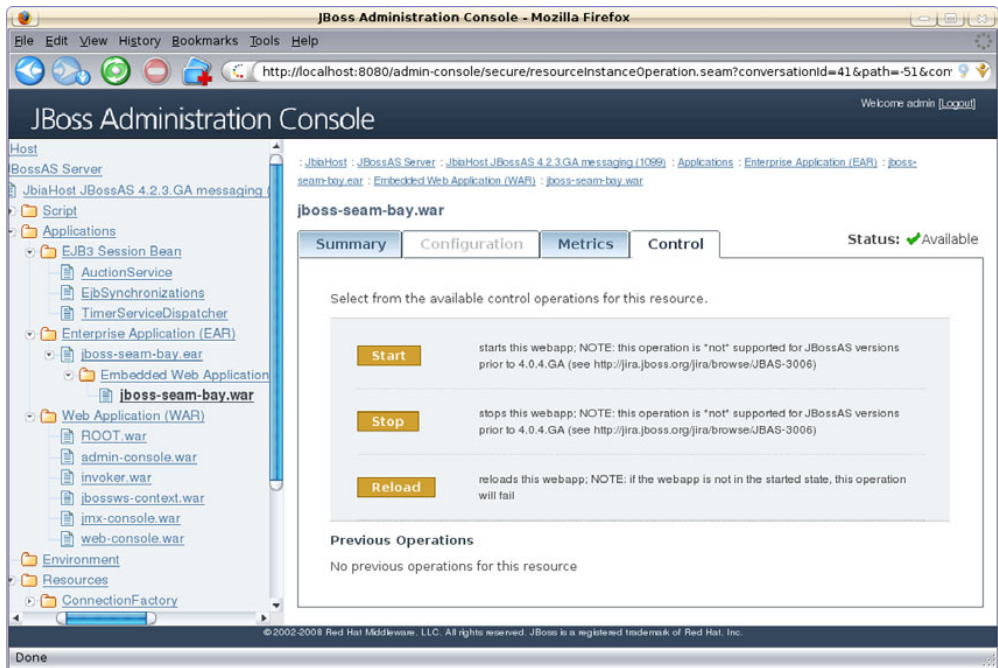 JBoss Administration Console - Mozilla Firefox
File Edit View History Bookmarks Tools Help
http://localhost:8080/admin-console/secure/resourceInstanceOperation.seam?conversationId=41&path=-51&con
Welcome admin [Logout]
JBoss Administration Console
Host
BossAS Server
JbiaHost JBossAS 4.2.3.GA messaging (
Script
Applications
EJB3 Session Bean
AuctionService
EjbSynchronizations
TimerServiceDispatcher
Enterprise Application (EAR)
jboss-seam-bay.ear
Embedded Web Application
jboss-seam-bay.war
Web Application (WAR)
ROOT.war
admin-console.war
invoker.war
jbossws-context.war
jmx-console.war
web-console.war
Environment
Resources
ConnectionFactory
: JbiaHost : JBossAS Server : JbiaHost JBossAS 4.2.3.GA messaging (1099) : Applications : Enterprise Application (EAR) : jboss-
seam-bay.ear : Embedded Web Application (WAR) : jboss-seam-bay.war
jboss-seam-bay.war
Summary Configuration Metrics Control
Status: Available
Select from the available control operations for this resource.
Start
starts this webapp; NOTE: this operation is *not* supported for JBossAS versions
prior to 4.0.4.GA (see http://jira.jboss.org/jira/browse/JBAS-3006)
Stop
stops this webapp; NOTE: this operation is *not* supported for JBossAS versions
prior to 4.0.4.GA (see http://jira.jboss.org/jira/browse/JBAS-3006)
Reload
reloads this webapp; NOTE: if the webapp is not in the started state, this operation
will fail
Previous Operations
No previous operations for this resource
© 2002-2008 Red Hat Middleware, LLC. All rights reserved. JBoss is a registered trademark of Red Hat, Inc.
Done